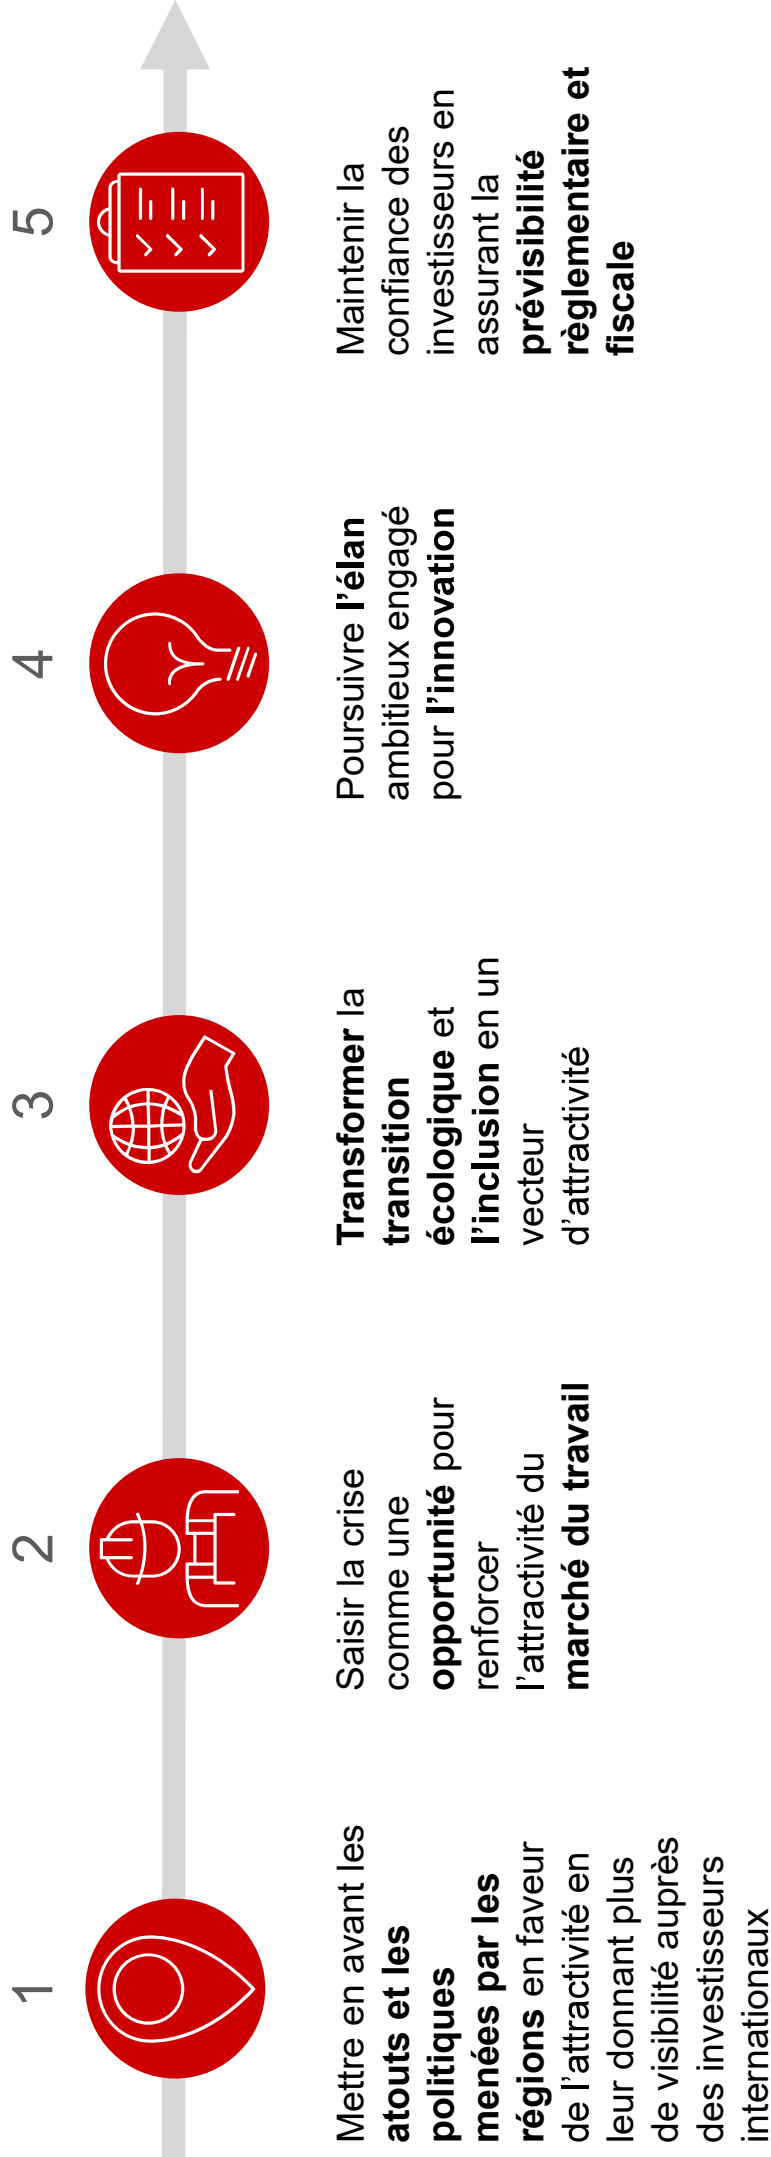 1
Mettre en avant les
atouts et les
politiques
menées par les
régions en faveur
de l’attractivité en
leur donnant plus
de visibilité auprès
des investisseurs
internationaux
2
Saisir la crise
comme une
opportunité pour
renforcer
l’attractivité du
marché du travail
3
Transformer la
transition
écologique et
l’inclusion en un
vecteur
d’attractivité
4
Poursuivre l’élan
ambitieux engagé
pour l’innovation
5
Maintenir la
confiance des
investisseurs en
assurant la
prévisibilité
règlementaire et
fiscale